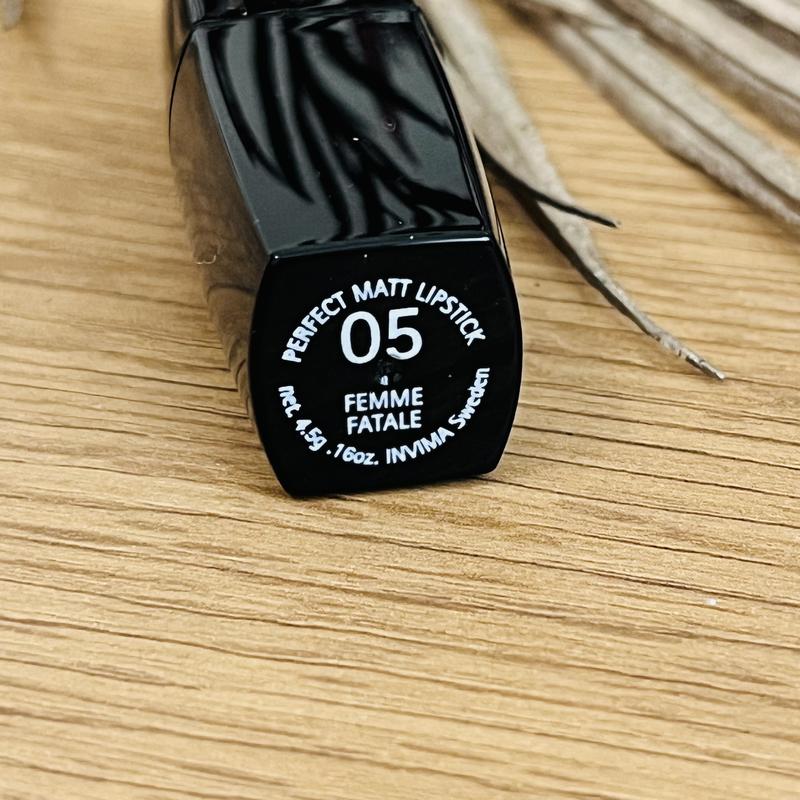 PERFECT MATT LIPSTICK
05
FEMME
FATALE
net. 4.5g .16oz. INVIMA Sweden